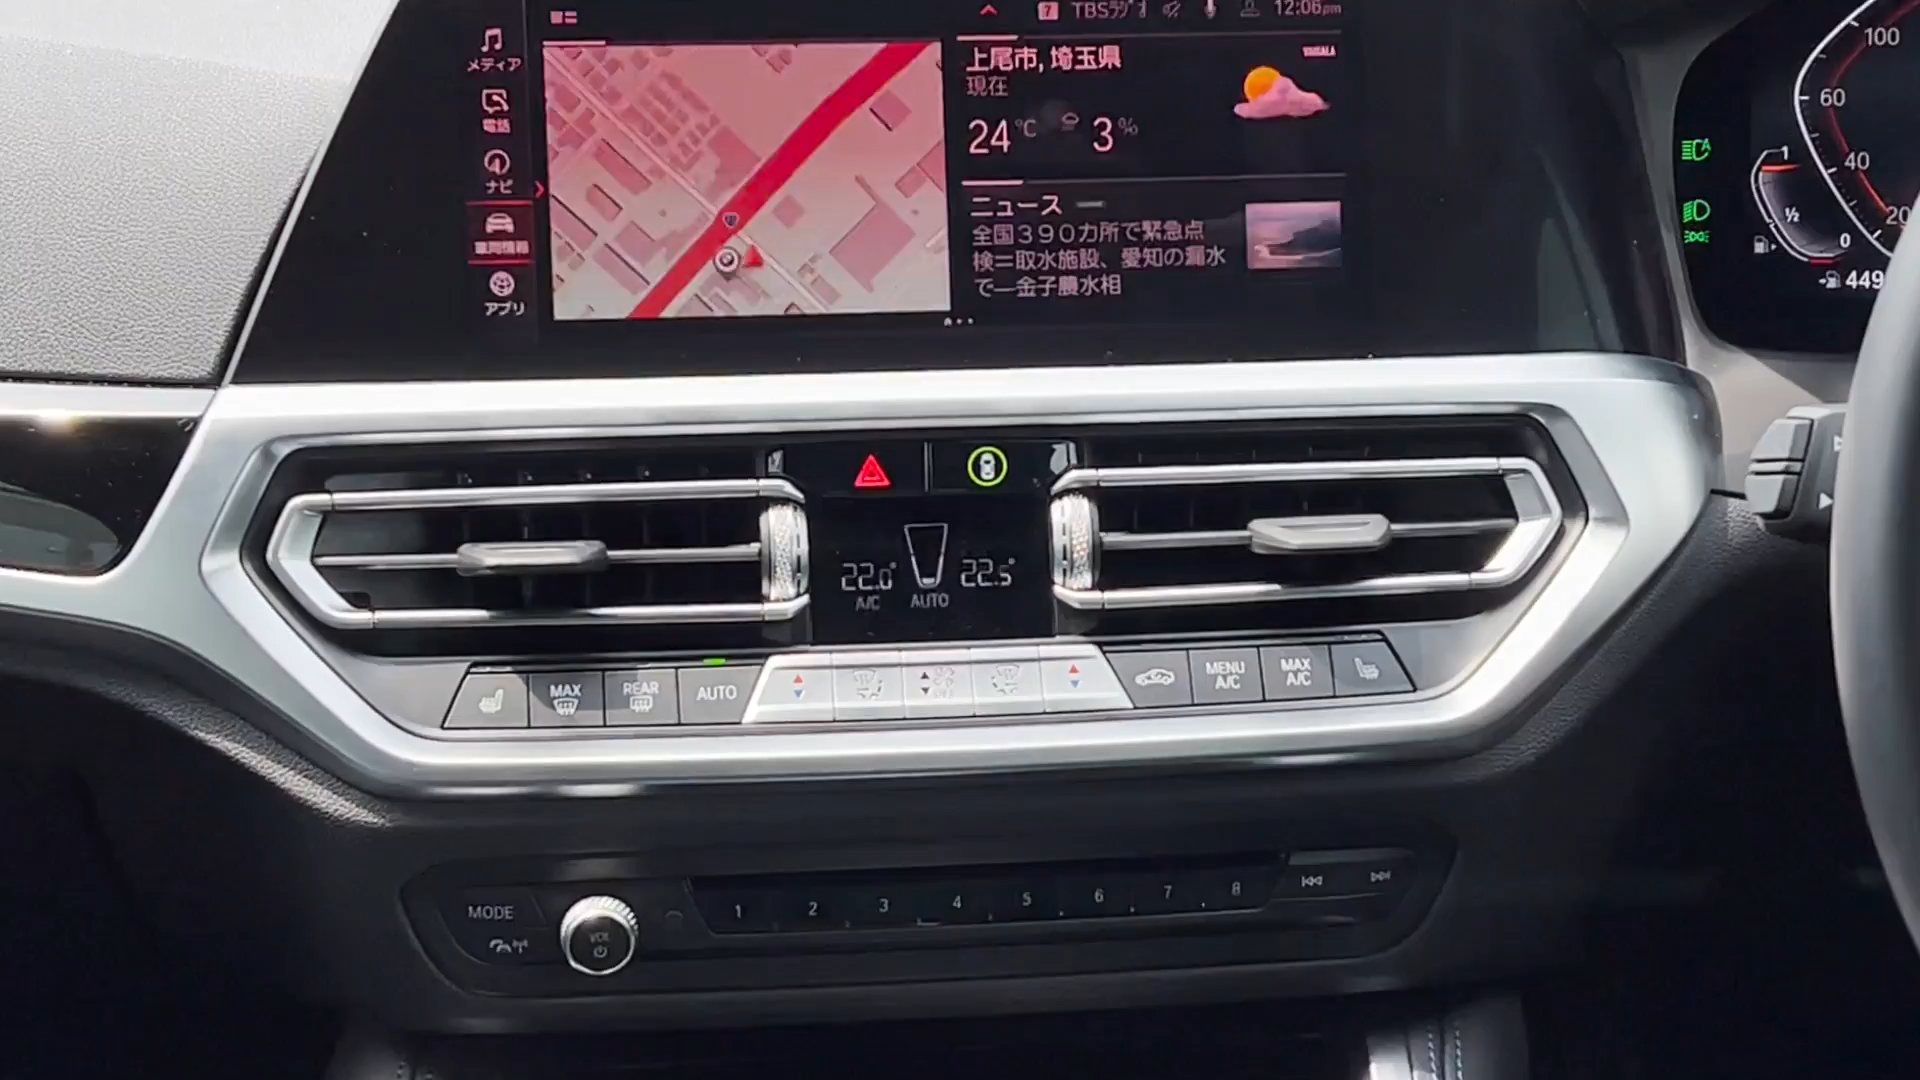 メディア
電話
ナビ
車両情報
アプリ
7 TBSラジオ 12:06pm
上尾市, 埼玉県
現在
24°C 3%
VAISALA
ニュース
全国390カ所で緊急点
検=取水施設、愛知の漏水
で―金子農水相
100
60
40
20
1
½
0
449
22.0° 22.5°
A/C AUTO
MAX
REAR
AUTO
MENU
A/C
MAX
A/C
MODE
VOL
1 2 3 4 5 6 7 8